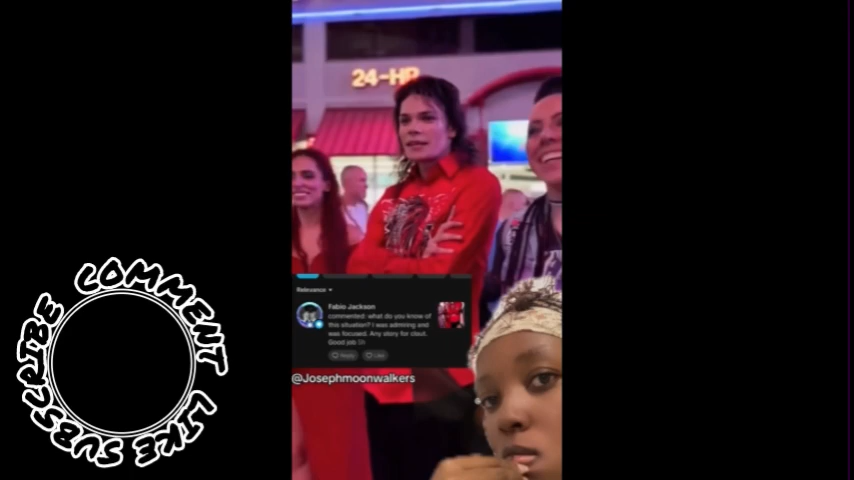 24-HR
Relevance
Fabio Jackson
commented: what do you know of
this situation? I was admiring and
was focused. Any story for clout.
Good job
Reply Like
@Josephmoonwalkers
COMMENT LIKE SUBSCRIBE